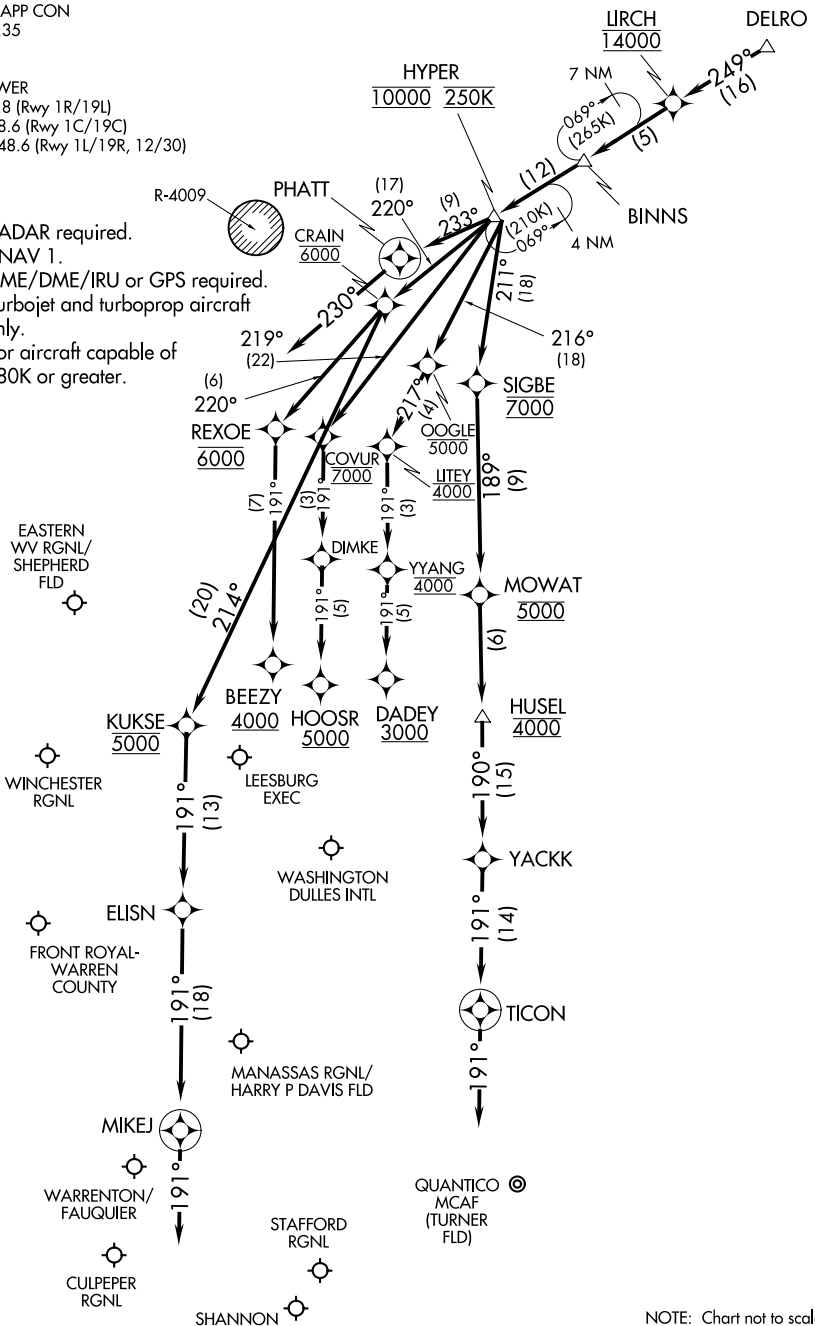 APP CON
.35
WER
.8 (Rwy 1R/19L)
8.6 (Rwy 1C/19C)
48.6 (Rwy 1L/19R, 12/30)
ADAR required.
NAV 1.
ME/DME/IRU or GPS required.
urbojet and turboprop aircraft
nly.
or aircraft capable of
80K or greater.
DELRO
249°
(16)
LIRCH
14000
7 NM
069°
(265K)
(5)
BINNS
(12)
HYPER
10000 250K
(210K)
069°
4 NM
R-4009
PHATT
(9)
233°
230°
(17)
220°
CRAIN
6000
219°
(22)
211°
(18)
216°
(18)
(6)
220°
REXOE
6000
COVUR
7000
217°
(4)
OOGLE
5000
LITEY
4000
SIGBE
7000
189°
(9)
(7)
191°
(3)
191°
191°
(3)
DIMKE
YYANG
4000
191°
(5)
191°
(5)
MOWAT
5000
(6)
EASTERN
WV RGNL/
SHEPHERD
FLD
(20)
214°
BEEZY
4000
HOOSR
5000
DADEY
3000
HUSEL
4000
KUKSE
5000
WINCHESTER
RGNL
LEESBURG
EXEC
190°
(15)
191°
(13)
WASHINGTON
DULLES INTL
YACKK
ELISN
FRONT ROYAL-
WARREN
COUNTY
191°
(14)
191°
(18)
TICON
MANASSAS RGNL/
HARRY P DAVIS FLD
191°
MIKEJ
WARRENTON/
FAUQUIER
191°
QUANTICO
MCAF
(TURNER
FLD)
STAFFORD
RGNL
CULPEPER
RGNL
SHANNON
NOTE: Chart not to scal